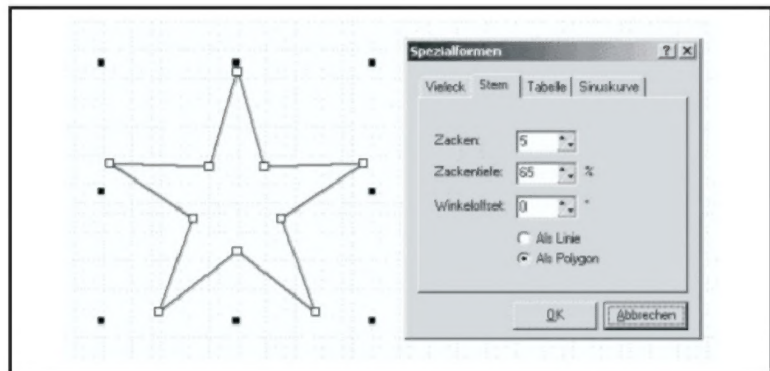 Spezialformen
Vieleck Stern Tabelle Sinuskurve
Zacken: 5
Zackentiefe: 65 %
Winkeloffset: 0 °
Als Linie
Als Polygon
OK Abbrechen